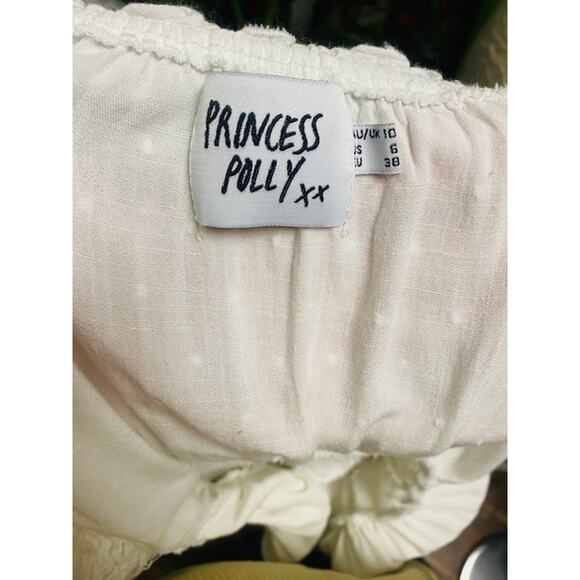 PRINCESS
POLLY xx
AU/UK 10
US 6
EU 38